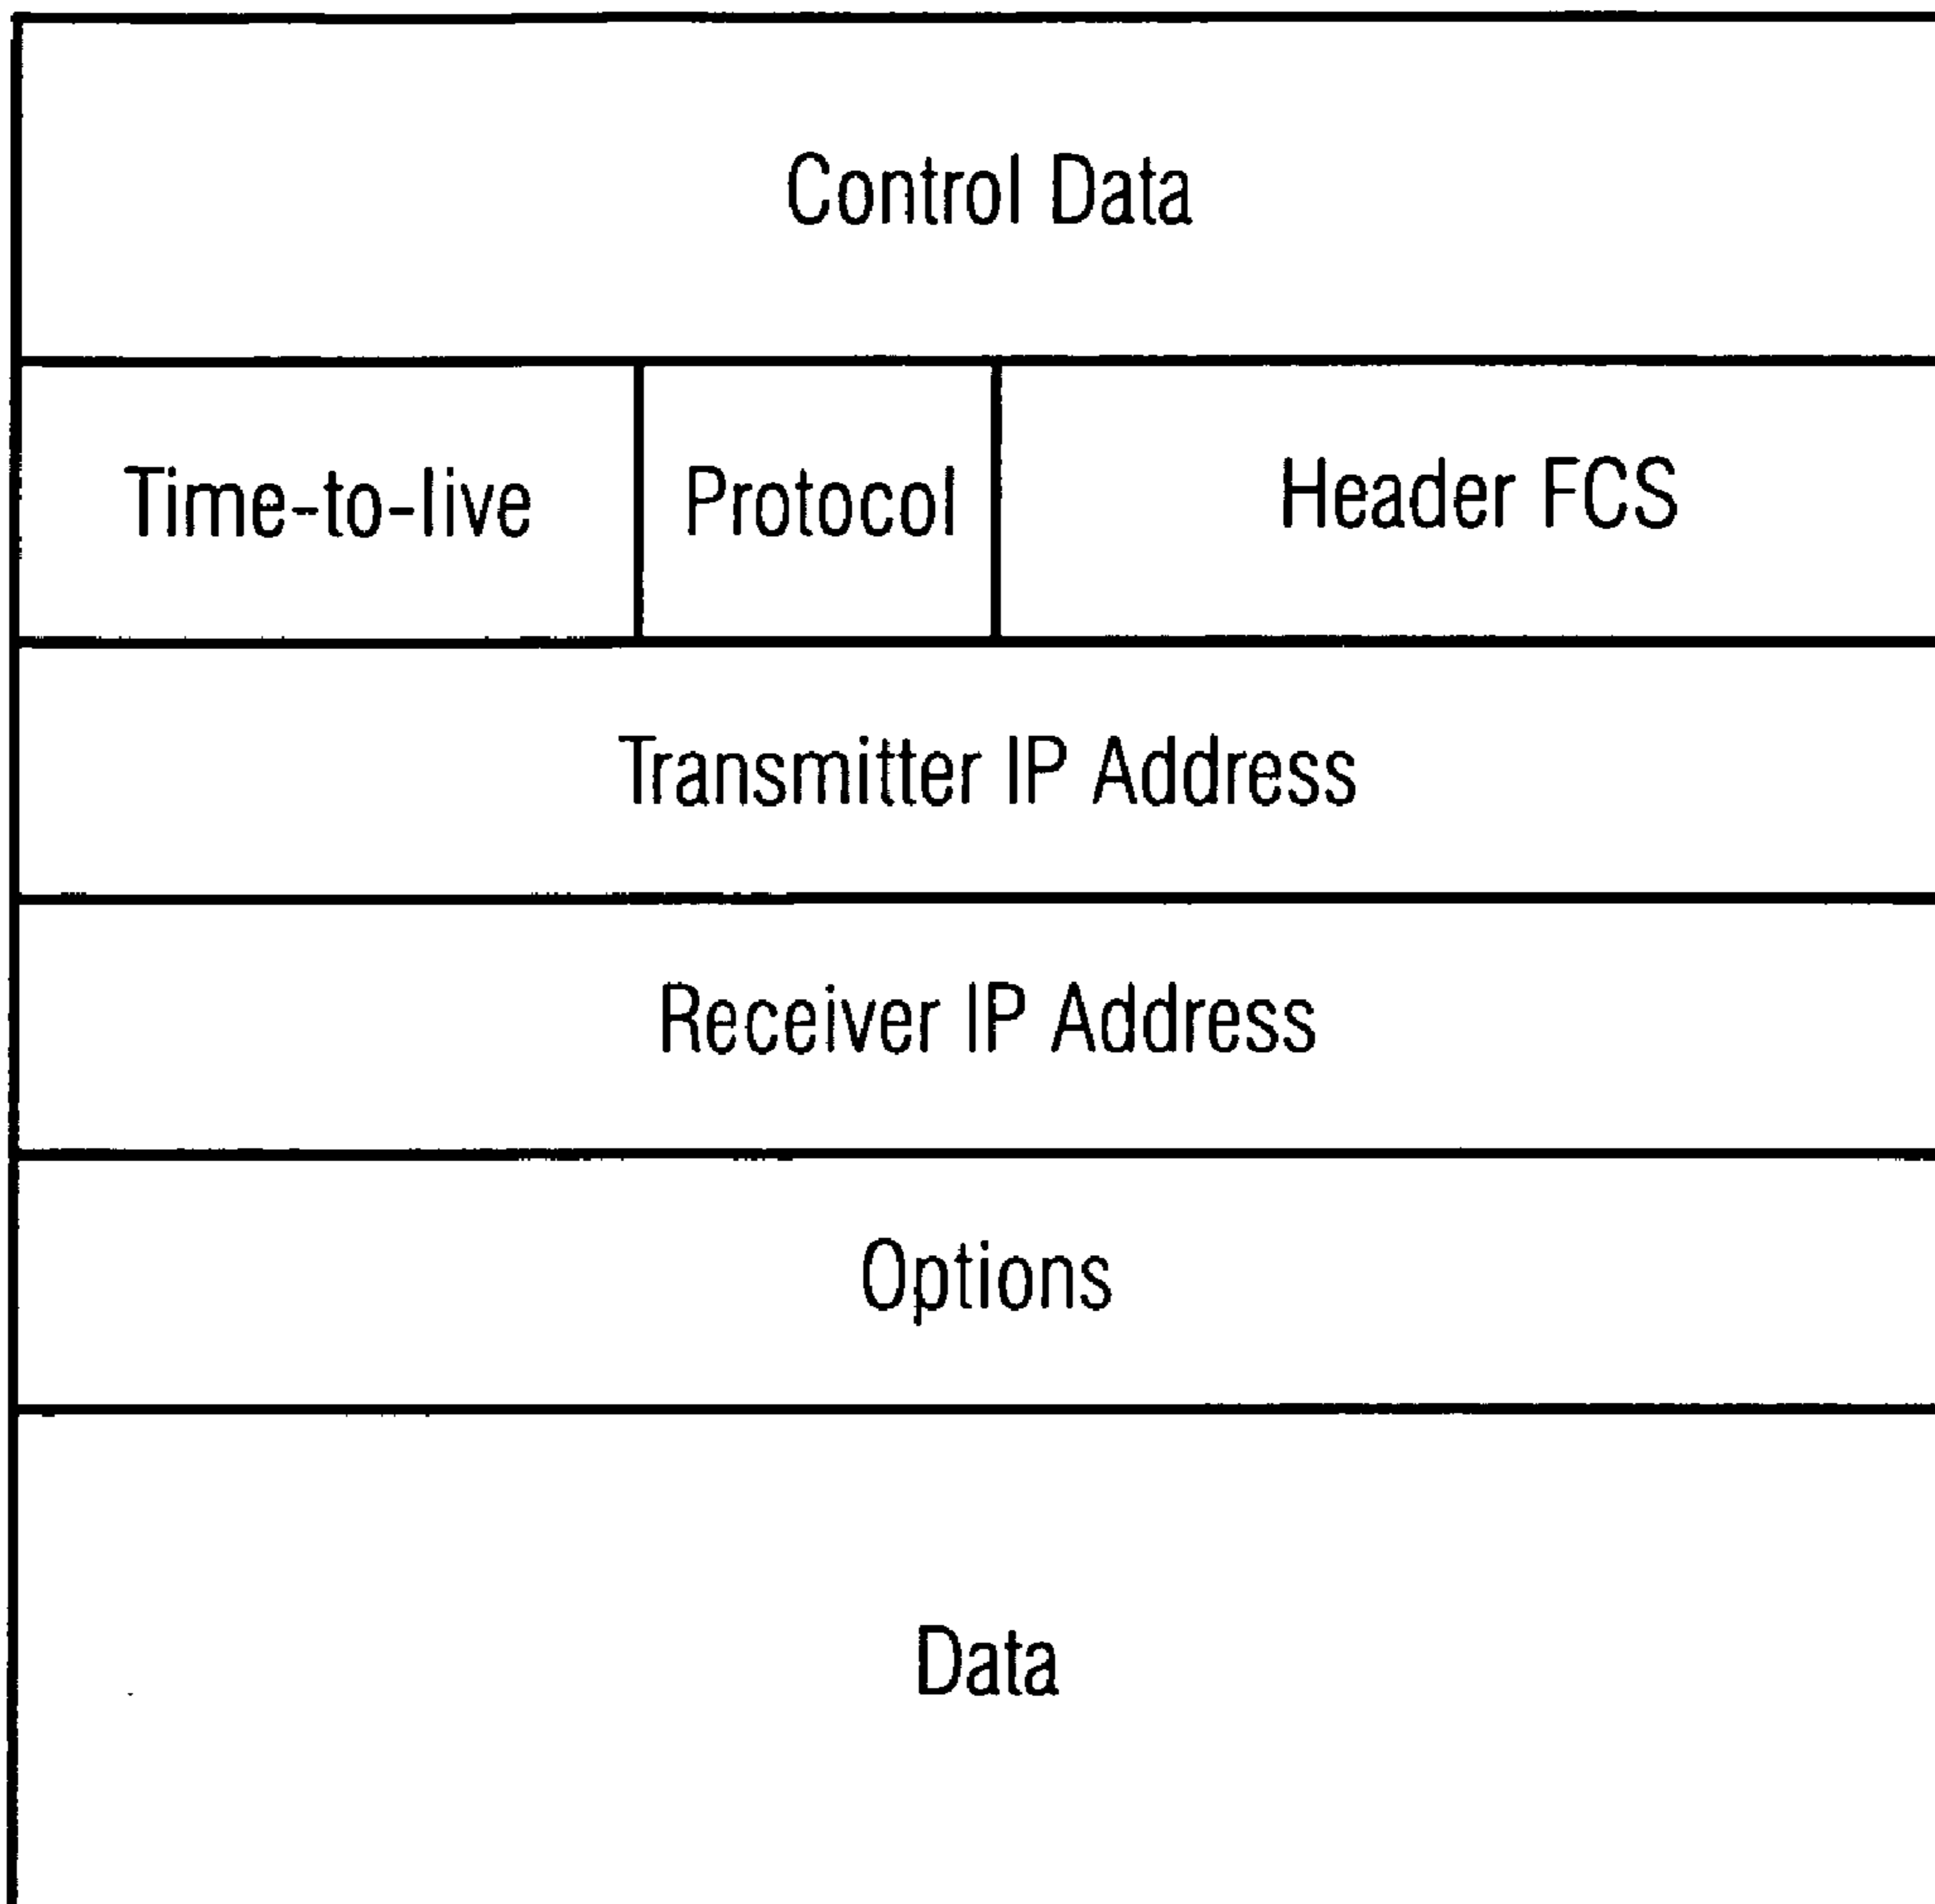 Control Data
Time-to-live Protocol Header FCS
Transmitter IP Address
Receiver IP Address
Options
Data